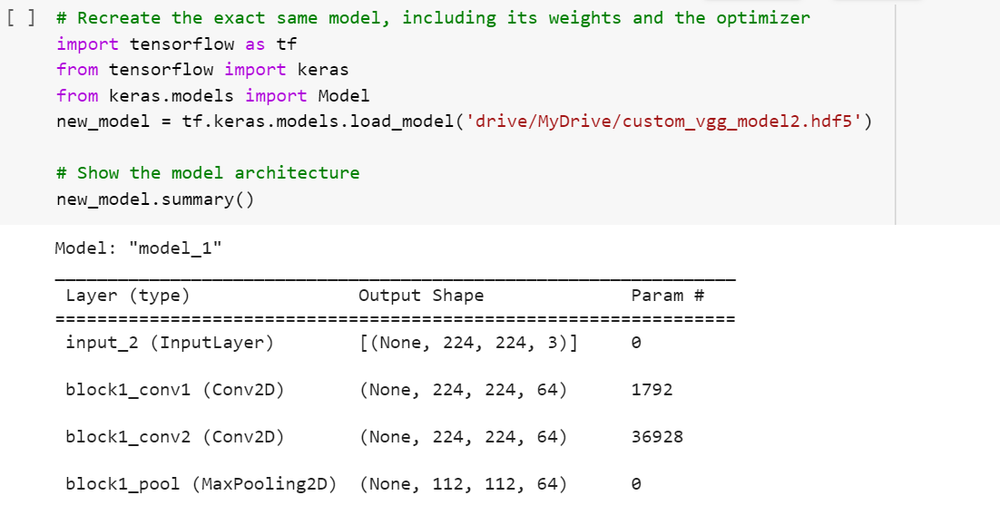 [ ] # Recreate the exact same model, including its weights and the optimizer
import tensorflow as tf
from tensorflow import keras
from keras.models import Model
new_model = tf.keras.models.load_model('drive/MyDrive/custom_vgg_model2.hdf5')
# Show the model architecture
new_model.summary()
Model: "model_1"
Layer (type) Output Shape Param #
=================================================================
input_2 (InputLayer) [(None, 224, 224, 3)] 0
block1_conv1 (Conv2D) (None, 224, 224, 64) 1792
block1_conv2 (Conv2D) (None, 224, 224, 64) 36928
block1_pool (MaxPooling2D) (None, 112, 112, 64) 0